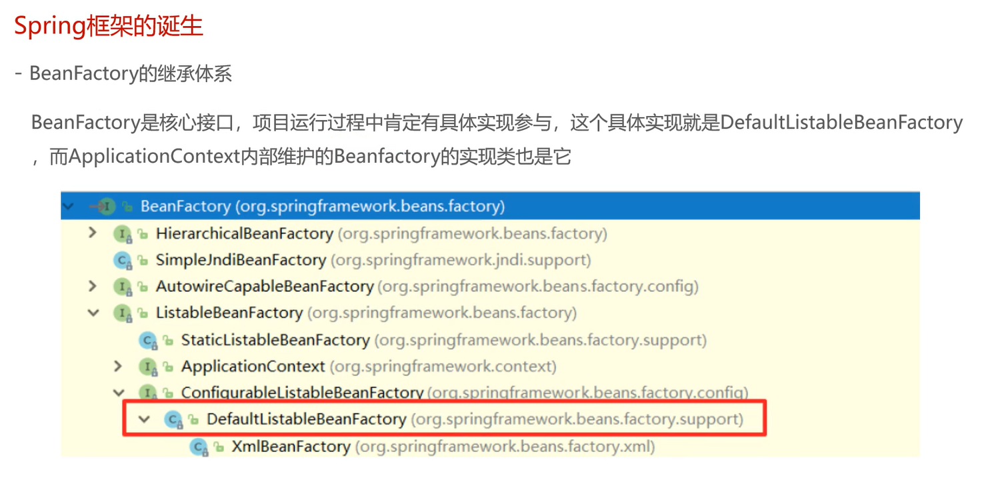 Spring框架的诞生
- BeanFactory的继承体系
BeanFactory是核心接口，项目运行过程中肯定有具体实现参与，这个具体实现就是DefaultListableBeanFactory
，而ApplicationContext内部维护的Beanfactory的实现类也是它
BeanFactory (org.springframework.beans.factory)
HierarchicalBeanFactory (org.springframework.beans.factory)
SimpleJndiBeanFactory (org.springframework.jndi.support)
AutowireCapableBeanFactory (org.springframework.beans.factory.config)
ListableBeanFactory (org.springframework.beans.factory)
StaticListableBeanFactory (org.springframework.beans.factory.support)
ApplicationContext (org.springframework.context)
ConfigurableListableBeanFactory (org.springframework.beans.factory.config)
DefaultListableBeanFactory (org.springframework.beans.factory.support)
XmlBeanFactory (org.springframework.beans.factory.xml)